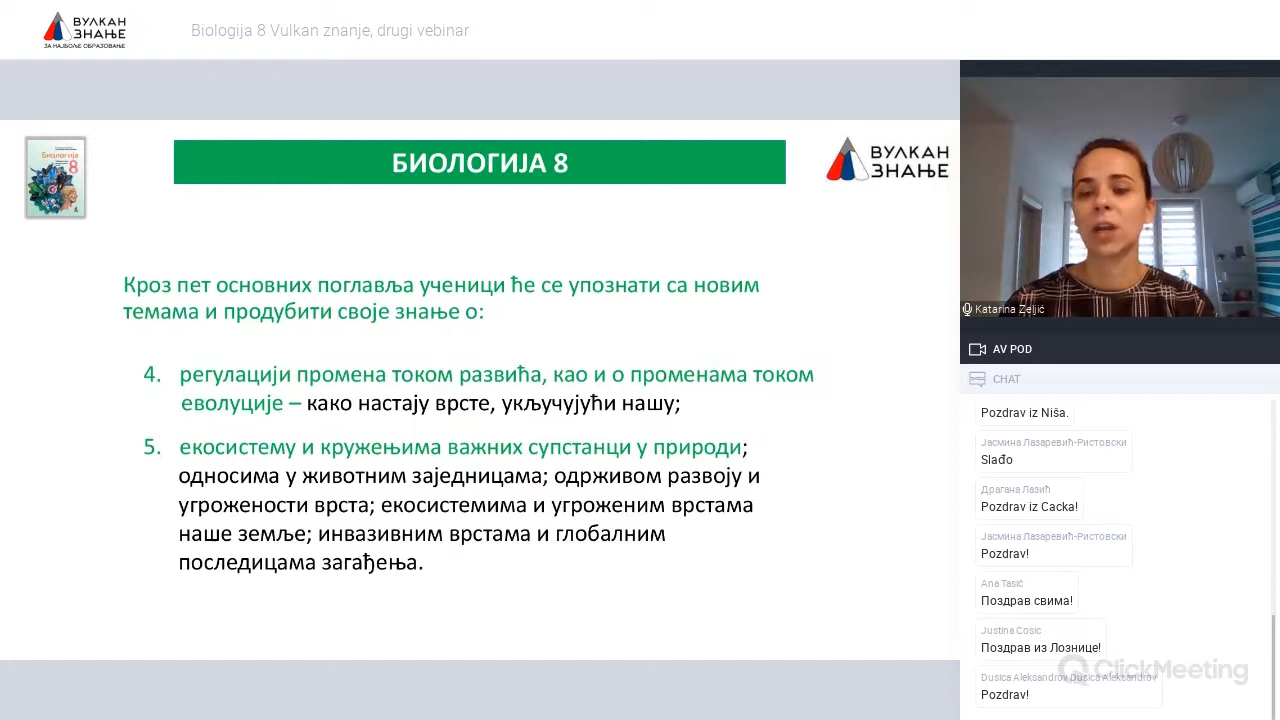 ВУЛКАН
ЗНАЊЕ
ЗА НАЈБОЉЕ ОБРАЗОВАЊЕ
Biologija 8 Vulkan znanje, drugi vebinar
Биологија
8
БИОЛОГИЈА 8
ВУЛКАН
ЗНАЊЕ
Кроз пет основних поглавља ученици ће се упознати са новим
темама и продубити своје знање о:
4. регулацији промена током развића, као и о променама током
еволуције – како настају врсте, укључујући нашу;
5. екосистему и кружењима важних супстанци у природи;
односима у животним заједницама; одрживом развоју и
угрожености врста; екосистемима и угроженим врстама
наше земље; инвазивним врстама и глобалним
последицама загађења.
Katarina Zeljić
AV POD
CHAT
Pozdrav iz Niša.
Јасмина Лазаревић-Ристовски
Slađo
Драгана Лазић
Pozdrav iz Cacka!
Јасмина Лазаревић-Ристовски
Pozdrav!
Ana Tasić
Поздрав свима!
Justina Cosic
Поздрав из Лознице!
ClickMeeting
Dusica Aleksandrov Dusica Aleksandrov
Pozdrav!